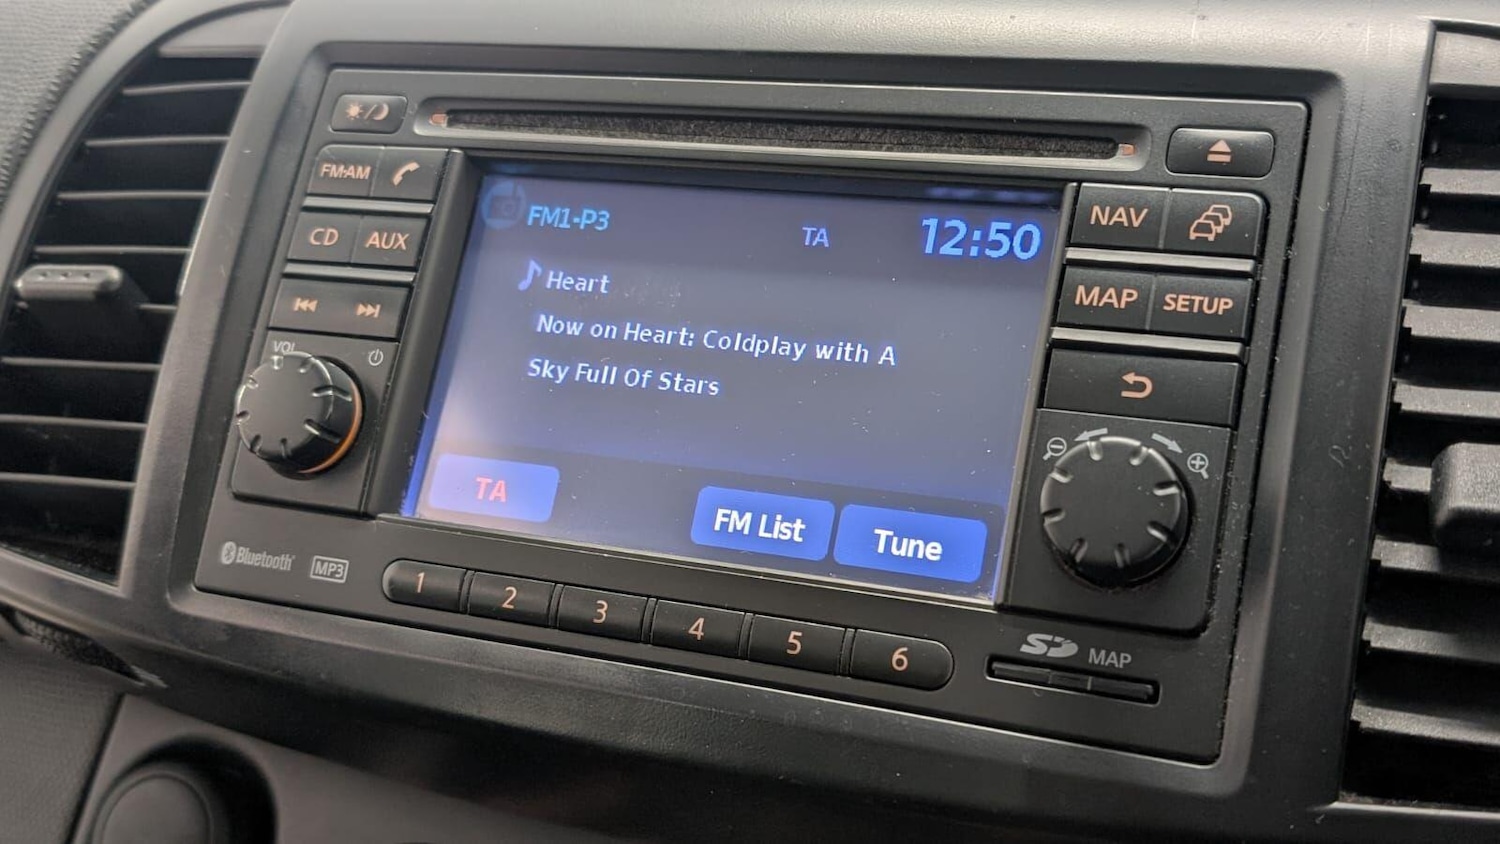 FM·AM
CD
AUX
VOL
FM1-P3
TA
12:50
Heart
Now on Heart: Coldplay with A
Sky Full Of Stars
TA
FM List
Tune
NAV
MAP
SETUP
Bluetooth®
MP3
1
2
3
4
5
6
SD
MAP